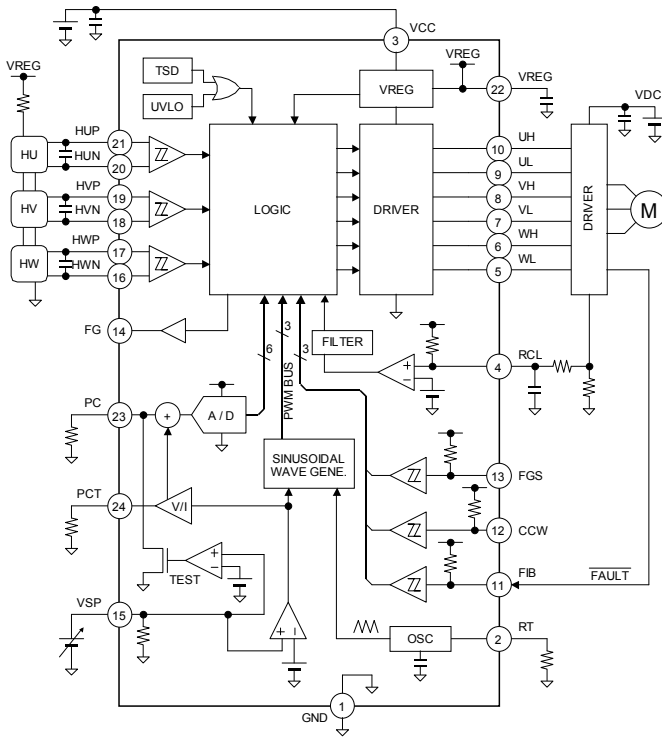 VCC
3
VREG
TSD
UVLO
VREG
VREG
22
VDC
HUP
21
HUN
20
HU
HVP
19
HVN
18
HV
HWP
17
HWN
16
HW
LOGIC
DRIVER
UH
10
UL
9
VH
8
VL
7
WH
6
WL
5
DRIVER
M
FG
14
6
3
PWM BUS
3
FILTER
+
−
4
RCL
PC
23
+
A / D
SINUSOIDAL
WAVE GENE.
13
FGS
PCT
24
V/I
12
CCW
TEST
+
−
11
FIB
FAULT
VSP
15
+
−
OSC
2
RT
1
GND